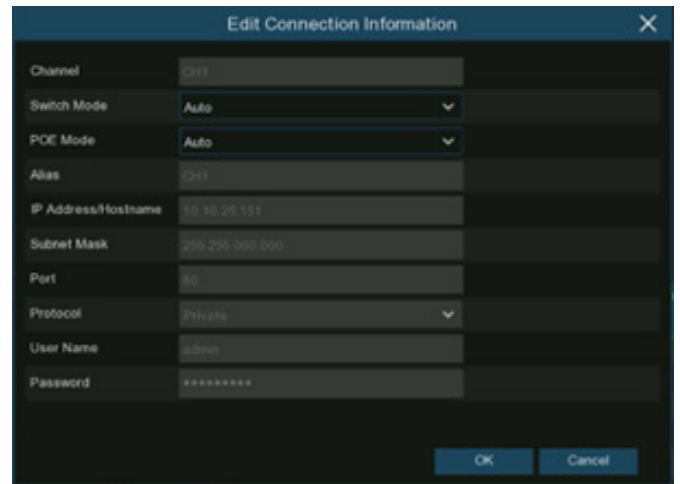 Edit Connection Information
Channel CH1
Switch Mode Auto
POE Mode Auto
Alias CH1
IP Address/Hostname 10.10.25.151
Subnet Mask 255.255.000.000
Port 80
Protocol Private
User Name admin
Password *********
OK Cancel